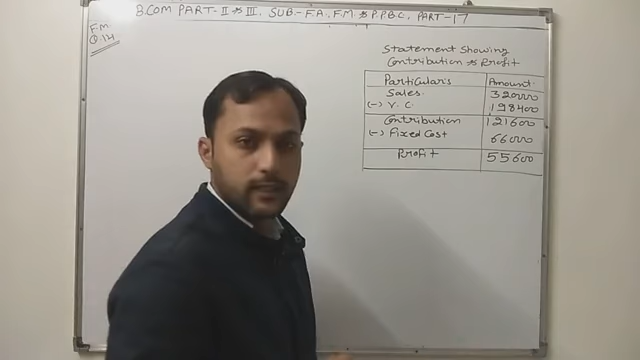 B.COM PART-II & III, SUB:- F.A, F.M & P.PB.C, PART-17
F.M.
Q.14
Statement Showing
Contribution & Profit
Particulars Amount
Sales 320000
(-) V.C. 198400
Contribution 121600
(-) Fixed Cost 66000
Profit 55600